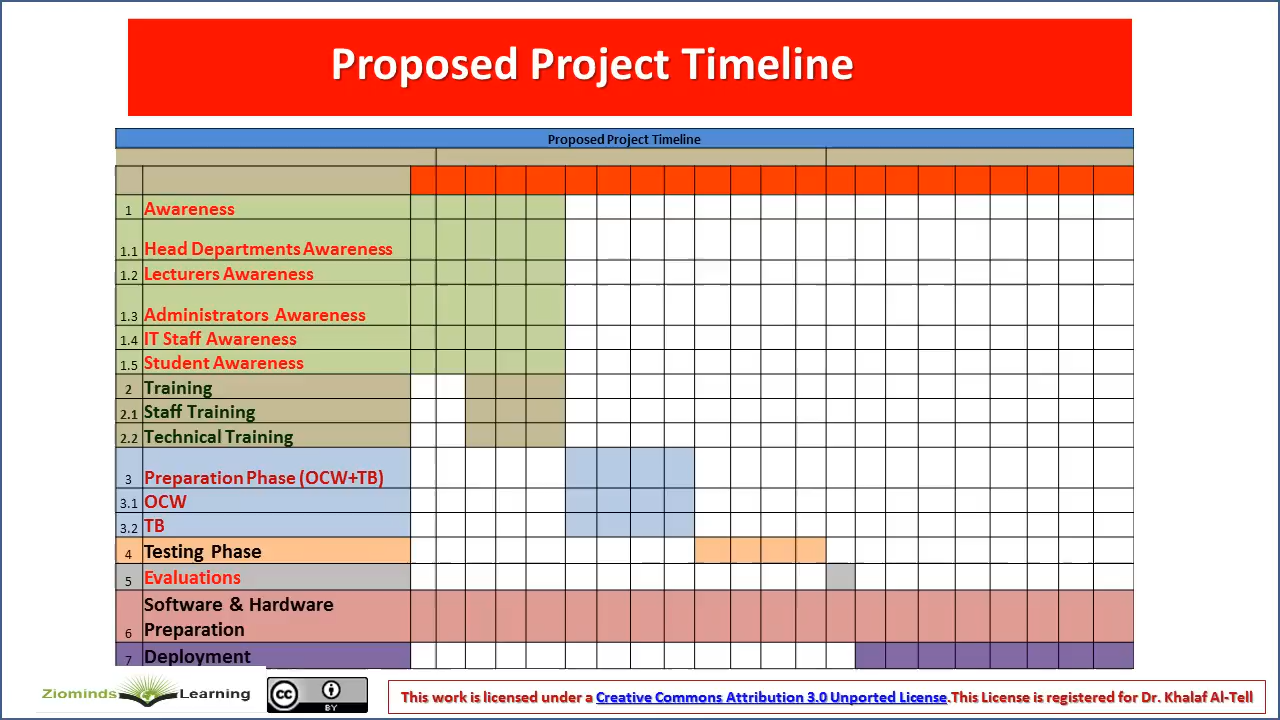 Proposed Project Timeline
Proposed Project Timeline
1 Awareness
1.1 Head Departments Awareness
1.2 Lecturers Awareness
1.3 Administrators Awareness
1.4 IT Staff Awareness
1.5 Student Awareness
2 Training
2.1 Staff Training
2.2 Technical Training
3 Preparation Phase (OCW+TB)
3.1 OCW
3.2 TB
4 Testing Phase
5 Evaluations
Software & Hardware
6 Preparation
7 Deployment
Ziominds Learning
cc BY
This work is licensed under a Creative Commons Attribution 3.0 Unported License.This License is registered for Dr. Khalaf Al-Tell